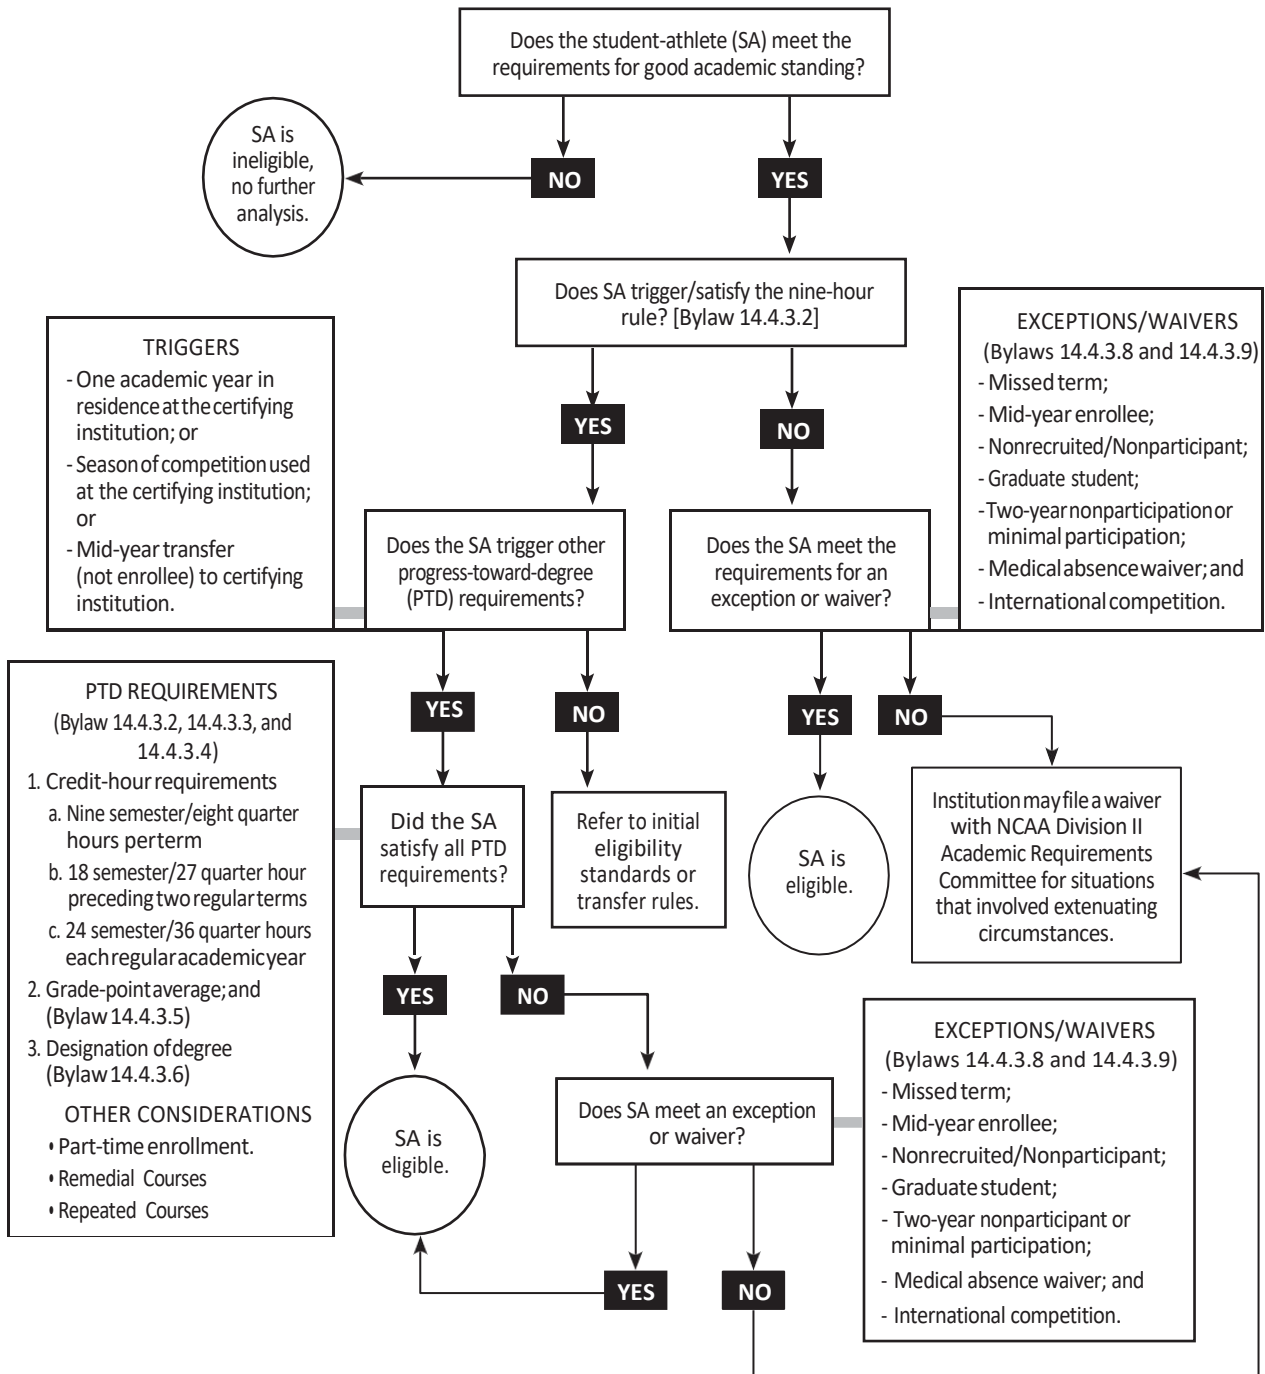 Does the student-athlete (SA) meet the
requirements for good academic standing?
SA is
ineligible,
no further
analysis.
NO
YES
Does SA trigger/satisfy the nine-hour
rule? [Bylaw 14.4.3.2]
TRIGGERS
- One academic year in
residence at the certifying
institution; or
- Season of competition used
at the certifying institution;
or
- Mid-year transfer
(not enrollee) to certifying
institution.
YES
NO
EXCEPTIONS/WAIVERS
(Bylaws 14.4.3.8 and 14.4.3.9)
- Missed term;
- Mid-year enrollee;
- Nonrecruited/Nonparticipant;
- Graduate student;
- Two-year nonparticipation or
minimal participation;
- Medical absence waiver; and
- International competition.
Does the SA trigger other
progress-toward-degree
(PTD) requirements?
Does the SA meet the
requirements for an
exception or waiver?
PTD REQUIREMENTS
(Bylaw 14.4.3.2, 14.4.3.3, and
14.4.3.4)
1. Credit-hour requirements
a. Nine semester/eight quarter
hours per term
b. 18 semester/27 quarter hour
preceding two regular terms
c. 24 semester/36 quarter hours
each regular academic year
2. Grade-point average; and
(Bylaw 14.4.3.5)
3. Designation of degree
(Bylaw 14.4.3.6)
OTHER CONSIDERATIONS
• Part-time enrollment.
• Remedial Courses
• Repeated Courses
YES
NO
YES
NO
Did the SA
satisfy all PTD
requirements?
Refer to initial
eligibility
standards or
transfer rules.
SA is
eligible.
Institution may file a waiver
with NCAA Division II
Academic Requirements
Committee for situations
that involved extenuating
circumstances.
YES
NO
SA is
eligible.
Does SA meet an exception
or waiver?
EXCEPTIONS/WAIVERS
(Bylaws 14.4.3.8 and 14.4.3.9)
- Missed term;
- Mid-year enrollee;
- Nonrecruited/Nonparticipant;
- Graduate student;
- Two-year nonparticipant or
minimal participation;
- Medical absence waiver; and
- International competition.
YES
NO